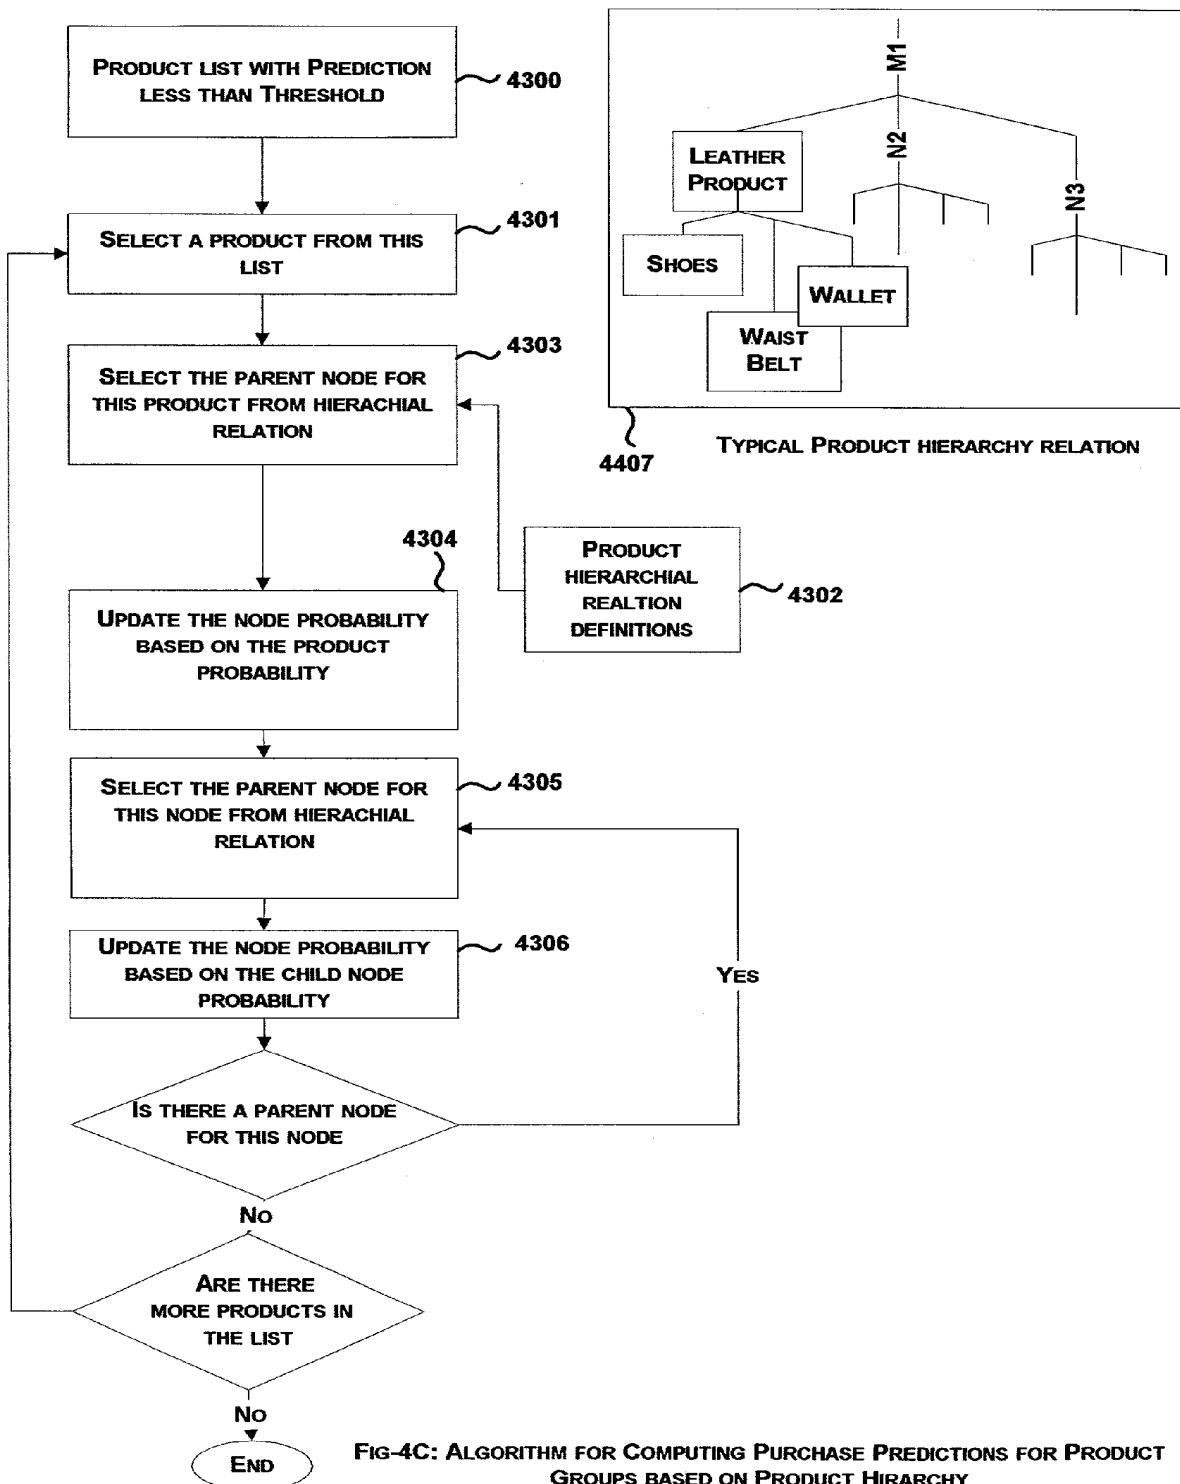 PRODUCT LIST WITH PREDICTION
LESS THAN THRESHOLD
4300
SELECT A PRODUCT FROM THIS
LIST
4301
SELECT THE PARENT NODE FOR
THIS PRODUCT FROM HIERACHIAL
RELATION
4303
M1
N2
N3
LEATHER
PRODUCT
SHOES
WALLET
WAIST
BELT
4407
TYPICAL PRODUCT HIERARCHY RELATION
PRODUCT
HIERARCHIAL
REALTION
DEFINITIONS
4302
4304
UPDATE THE NODE PROBABILITY
BASED ON THE PRODUCT
PROBABILITY
SELECT THE PARENT NODE FOR
THIS NODE FROM HIERACHIAL
RELATION
4305
UPDATE THE NODE PROBABILITY
BASED ON THE CHILD NODE
PROBABILITY
4306
YES
IS THERE A PARENT NODE
FOR THIS NODE
NO
ARE THERE
MORE PRODUCTS IN
THE LIST
NO
END
FIG-4C: ALGORITHM FOR COMPUTING PURCHASE PREDICTIONS FOR PRODUCT
GROUPS BASED ON PRODUCT HIRARCHY